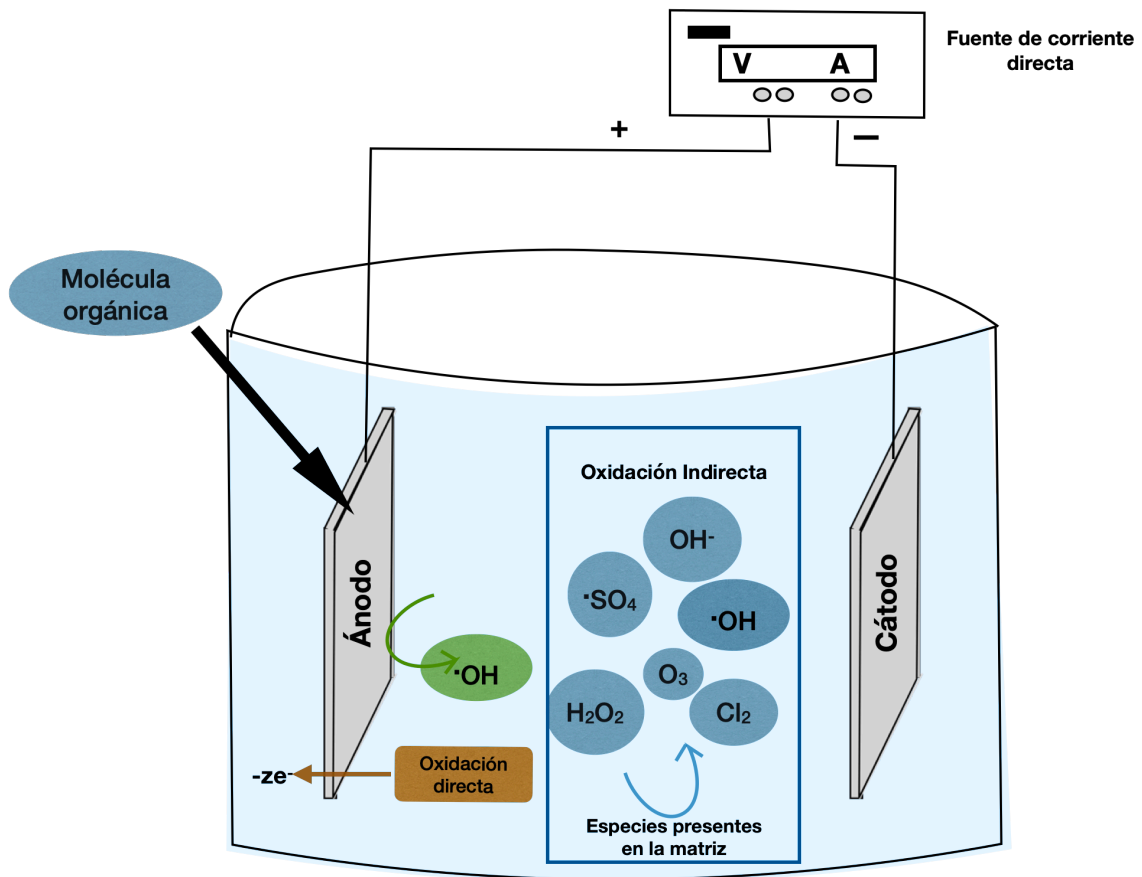 Fuente de corriente
directa
V A
+
—
Molécula
orgánica
Oxidación Indirecta
OH-
·SO₄
·OH
O₃
H₂O₂
Cl₂
Especies presentes
en la matriz
Ánodo
·OH
Oxidación
directa
-ze-
Cátodo